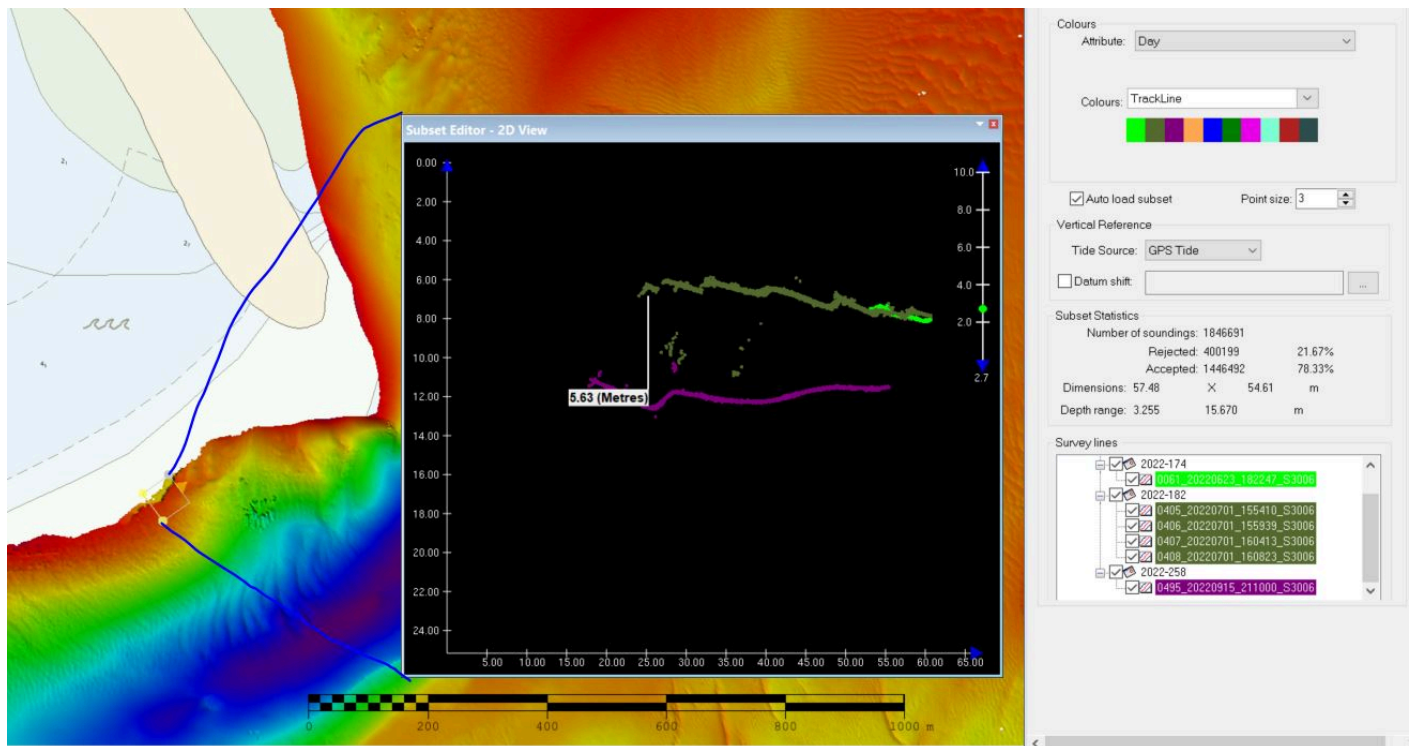 Subset Editor - 2D View
0.00
2.00
4.00
6.00
8.00
10.00
12.00
14.00
16.00
18.00
20.00
22.00
24.00
5.00 10.00 15.00 20.00 25.00 30.00 35.00 40.00 45.00 50.00 55.00 60.00 65.00
10.0
8.0
6.0
4.0
2.0
2.7
5.63 (Metres)
0 200 400 600 800 1000 m
2₁
2₂
4₅
Colours
Attribute: Day
Colours: TrackLine
Auto load subset Point size: 3
Vertical Reference
Tide Source: GPS Tide
Datum shift: ...
Subset Statistics
Number of soundings: 1846691
Rejected: 400199 21.67%
Accepted: 1446492 78.33%
Dimensions: 57.48 X 54.61 m
Depth range: 3.255 15.670 m
Survey lines
2022-174
0061_20220623_182247_S3006
2022-182
0405_20220701_155410_S3006
0406_20220701_155939_S3006
0407_20220701_160413_S3006
0408_20220701_160823_S3006
2022-258
0495_20220915_211000_S3006